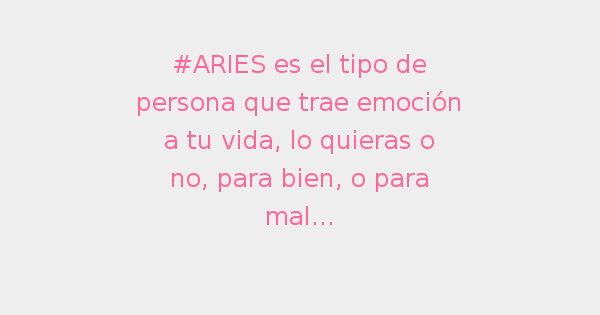 #ARIES es el tipo de
persona que trae emoción
a tu vida, lo quieras o
no, para bien, o para
mal...